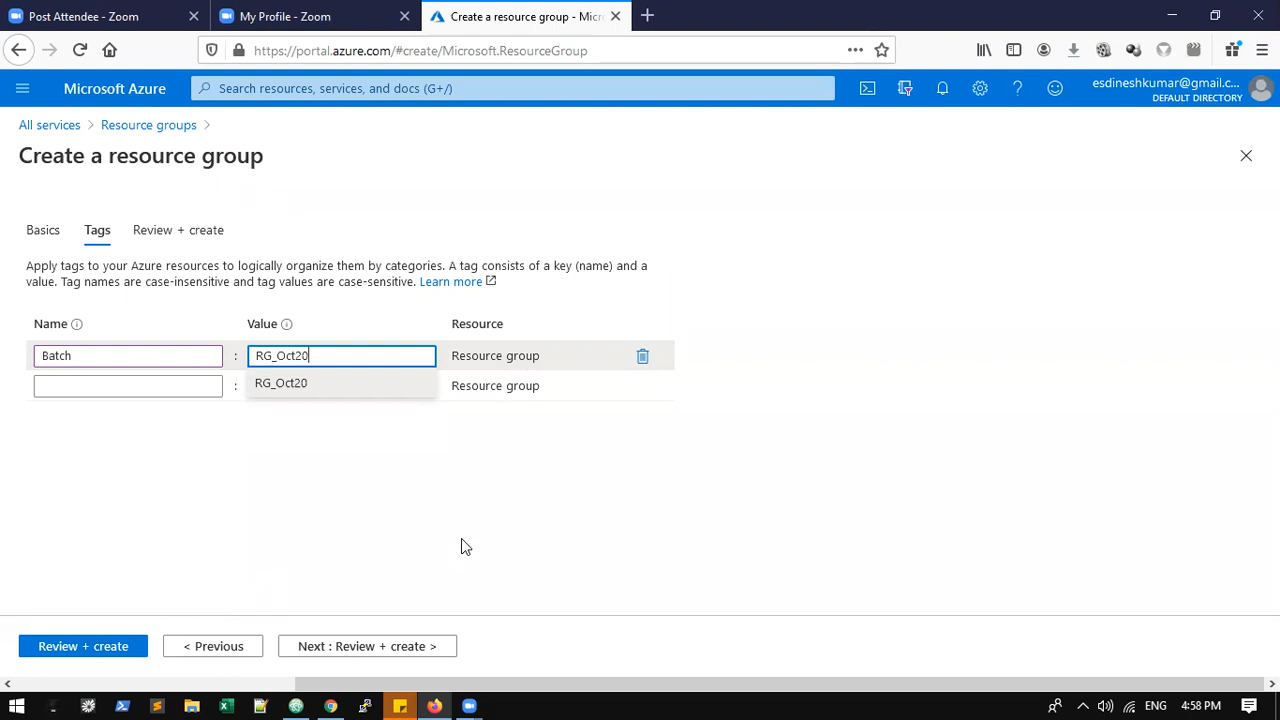 Post Attendee - Zoom
My Profile - Zoom
Create a resource group - Micr
https://portal.azure.com/#create/Microsoft.ResourceGroup
Microsoft Azure
Search resources, services, and docs (G+/)
esdineshkumar@gmail.c...
DEFAULT DIRECTORY
All services > Resource groups >
Create a resource group
Basics Tags Review + create
Apply tags to your Azure resources to logically organize them by categories. A tag consists of a key (name) and a
value. Tag names are case-insensitive and tag values are case-sensitive. Learn more
Name Value Resource
Batch : RG_Oct20 Resource group
RG_Oct20
: Resource group
Review + create < Previous Next : Review + create >
ENG 4:58 PM